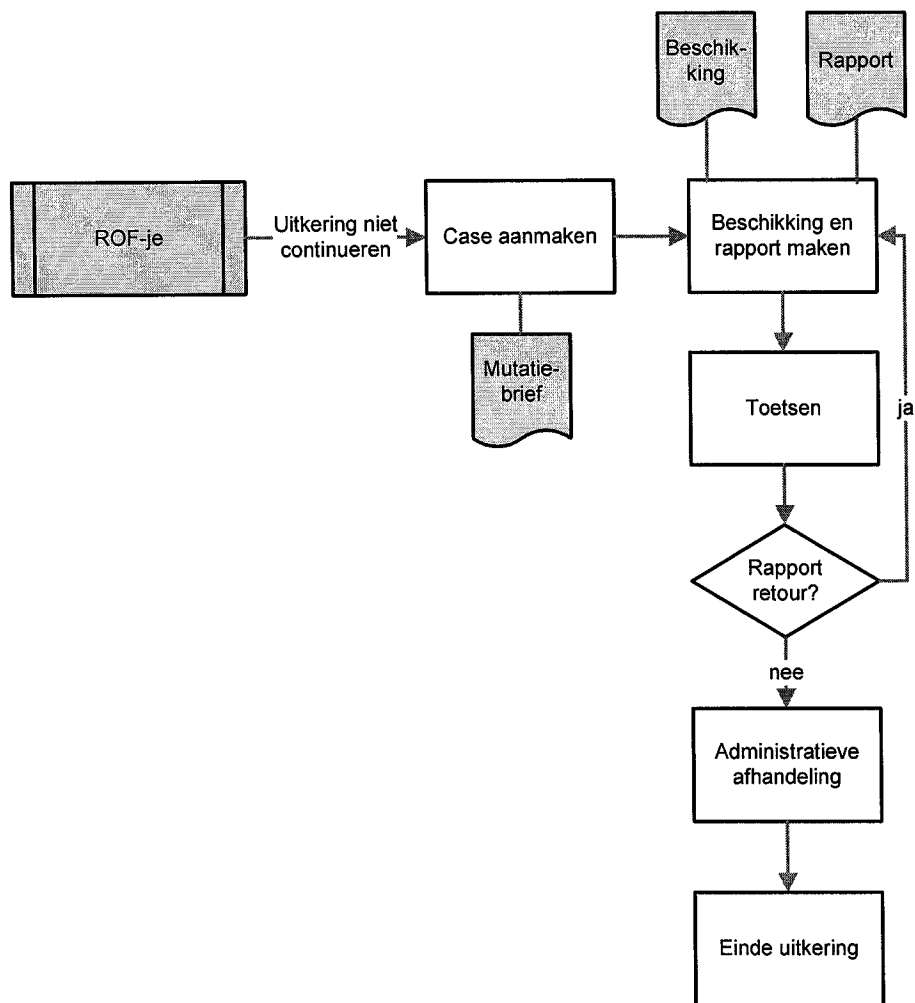 Beschik-
king
Rapport
ROF-je
Uitkering niet
continueren
Case aanmaken
Beschikking en
rapport maken
Mutatie-
brief
Toetsen
ja
Rapport
retour?
nee
Administratieve
afhandeling
Einde uitkering